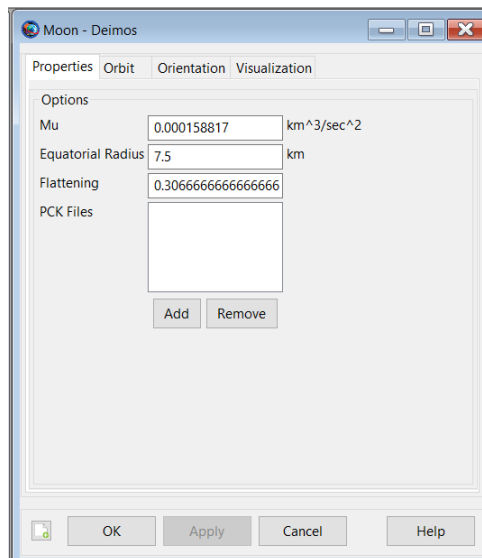 Moon - Deimos
Properties Orbit Orientation Visualization
Options
Mu 0.000158817 km^3/sec^2
Equatorial Radius 7.5 km
Flattening 0.3066666666666666
PCK Files
Add Remove
OK Apply Cancel Help